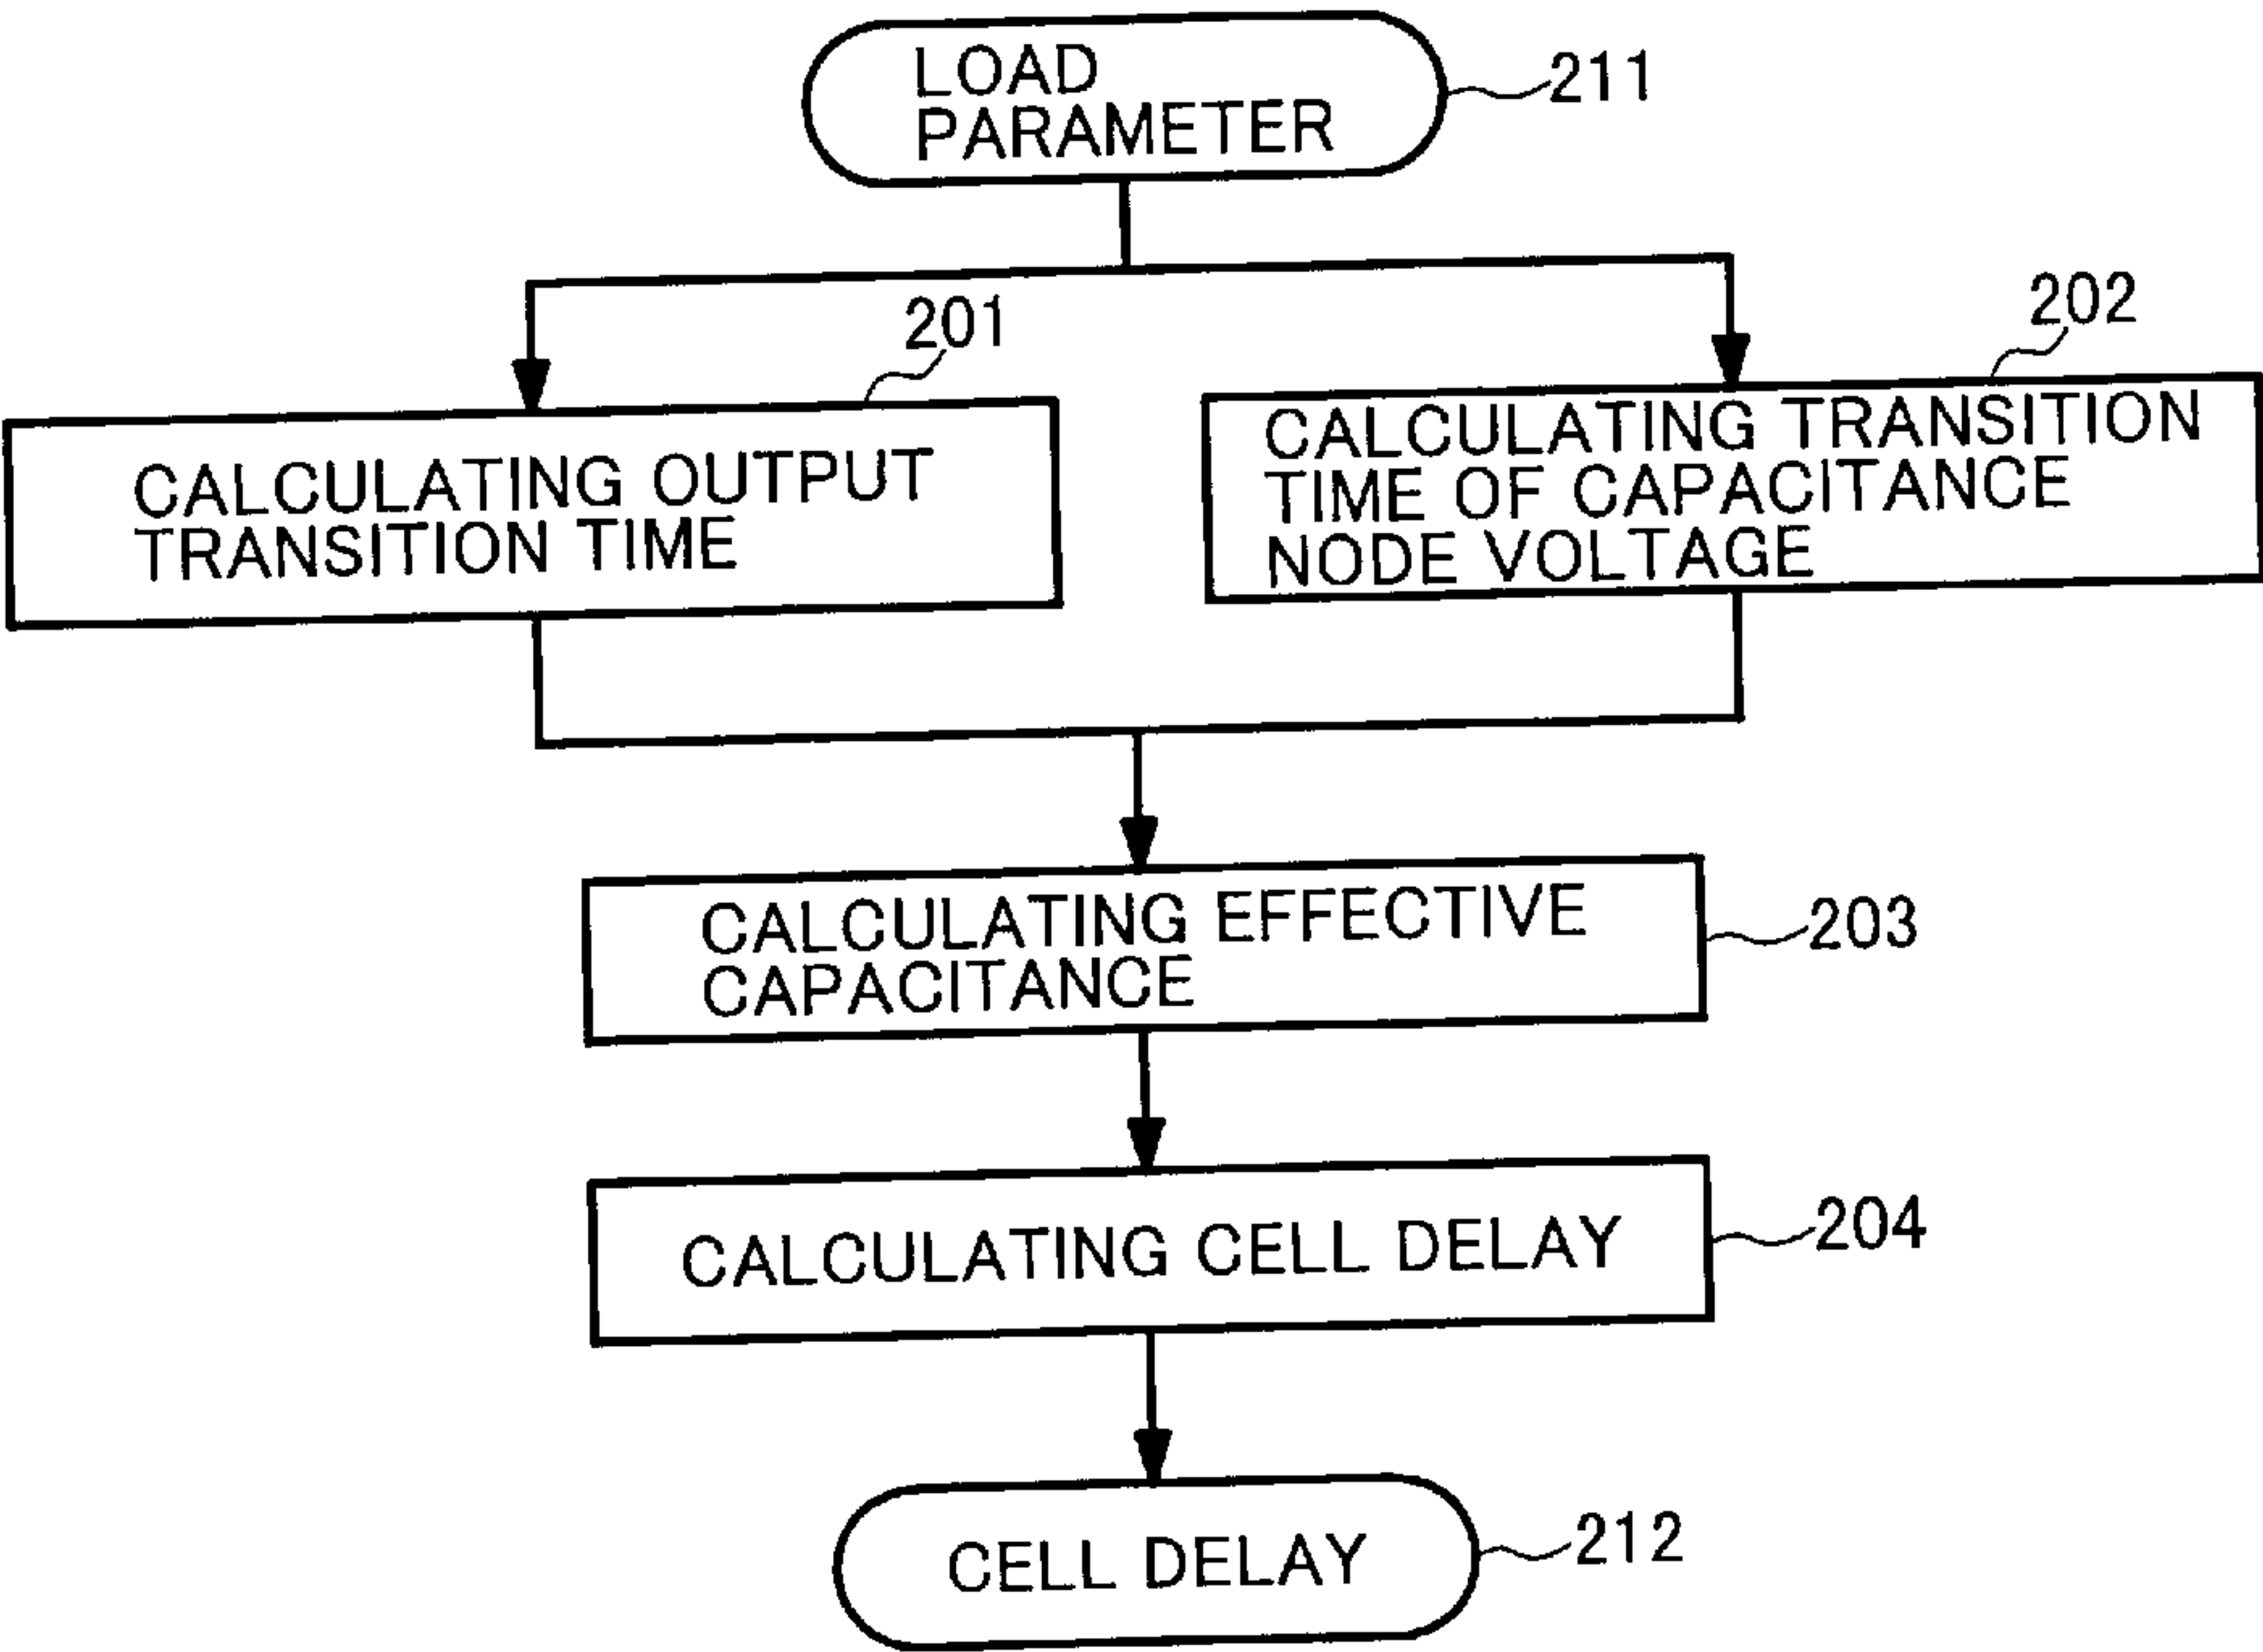 LOAD
PARAMETER
211
201
202
CALCULATING OUTPUT
TRANSITION TIME
CALCULATING TRANSITION
TIME OF CAPACITANCE
NODE VOLTAGE
CALCULATING EFFECTIVE
CAPACITANCE
203
CALCULATING CELL DELAY
204
CELL DELAY
212